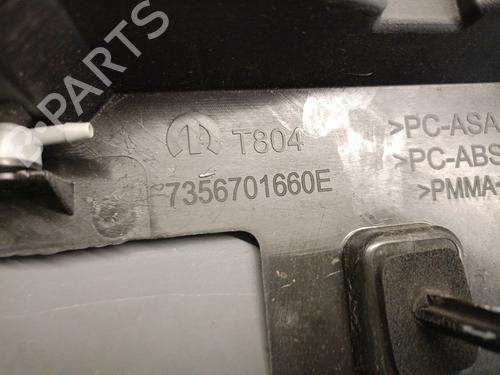 PARTS
T804
7356701660E
>PC-ASA
>PC-ABS
>PMMA